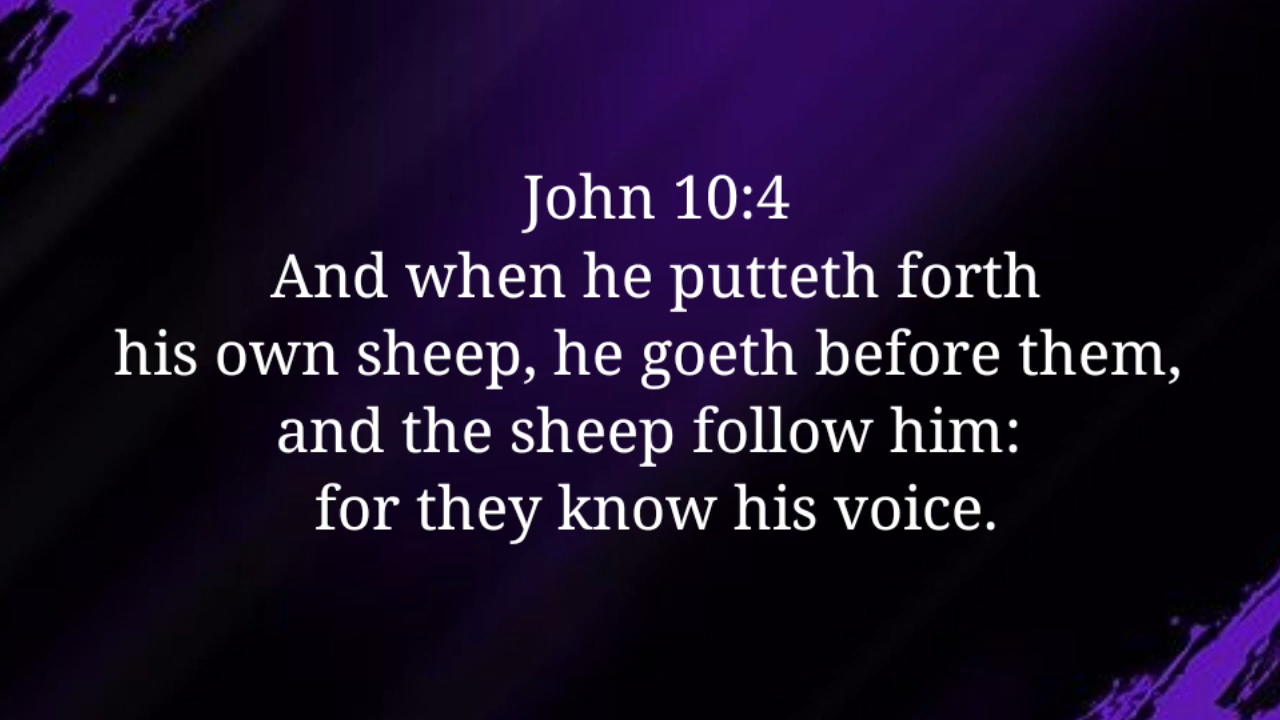 John 10:4
And when he putteth forth
his own sheep, he goeth before them,
and the sheep follow him:
for they know his voice.